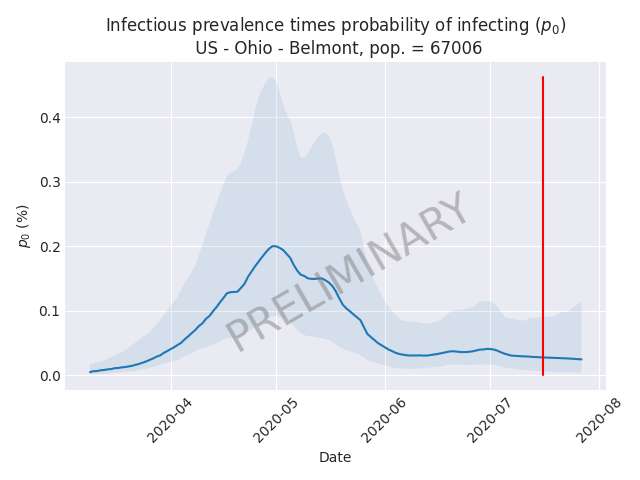 Infectious prevalence times probability of infecting (p₀)
US - Ohio - Belmont, pop. = 67006
p₀ (%)
0.4
0.3
0.2
0.1
0.0
PRELIMINARY
2020-04
2020-05
2020-06
2020-07
2020-08
Date